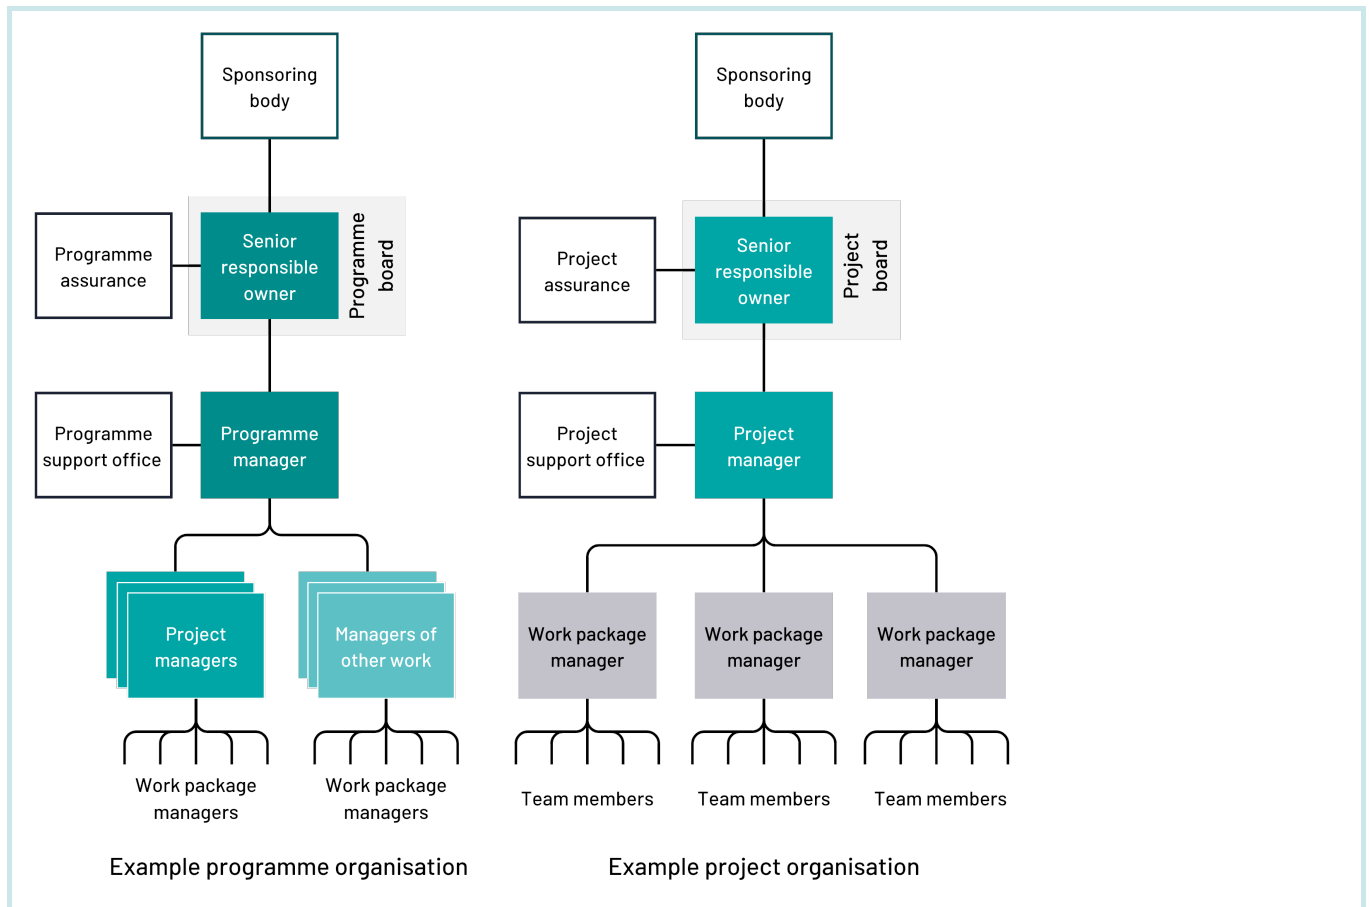 Sponsoring
body
Programme
assurance
Senior
responsible
owner
Programme
board
Programme
support office
Programme
manager
Project
managers
Managers of
other work
Work package
managers
Work package
managers
Example programme organisation
Sponsoring
body
Project
assurance
Senior
responsible
owner
Project
board
Project
support office
Project
manager
Work package
manager
Work package
manager
Work package
manager
Team members
Team members
Team members
Example project organisation